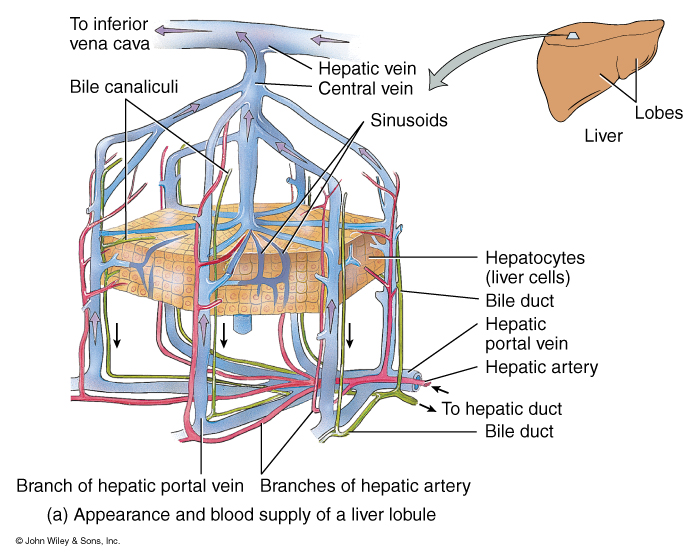 To inferior
vena cava
Hepatic vein
Central vein
Bile canaliculi
Sinusoids
Lobes
Liver
Hepatocytes
(liver cells)
Bile duct
Hepatic
portal vein
Hepatic artery
To hepatic duct
Bile duct
Branch of hepatic portal vein
Branches of hepatic artery
(a) Appearance and blood supply of a liver lobule
© John Wiley & Sons, Inc.